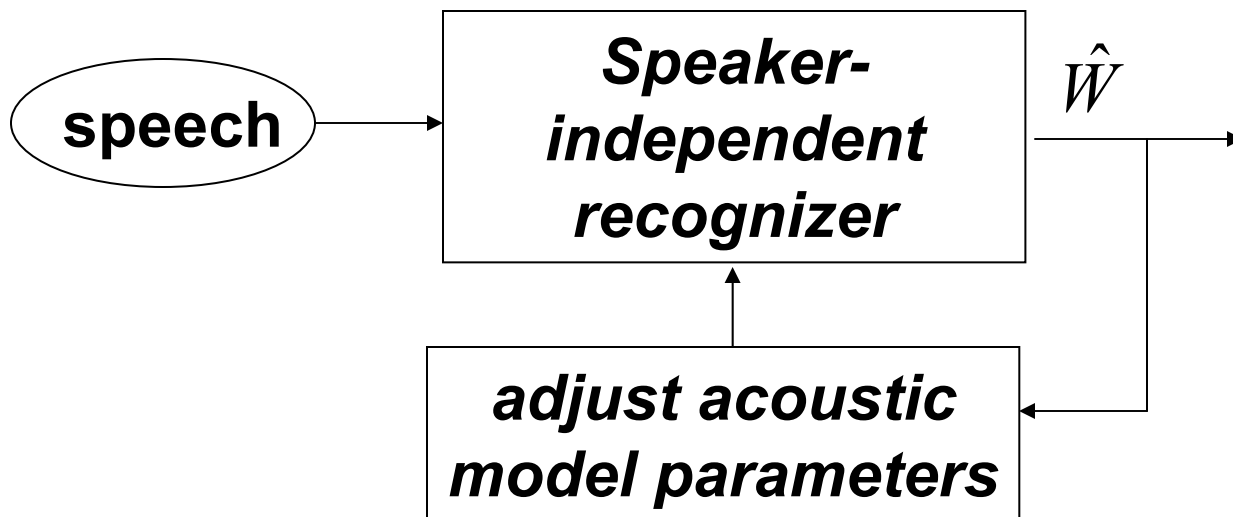 speech
Speaker-
independent
recognizer
Ŵ
adjust acoustic
model parameters